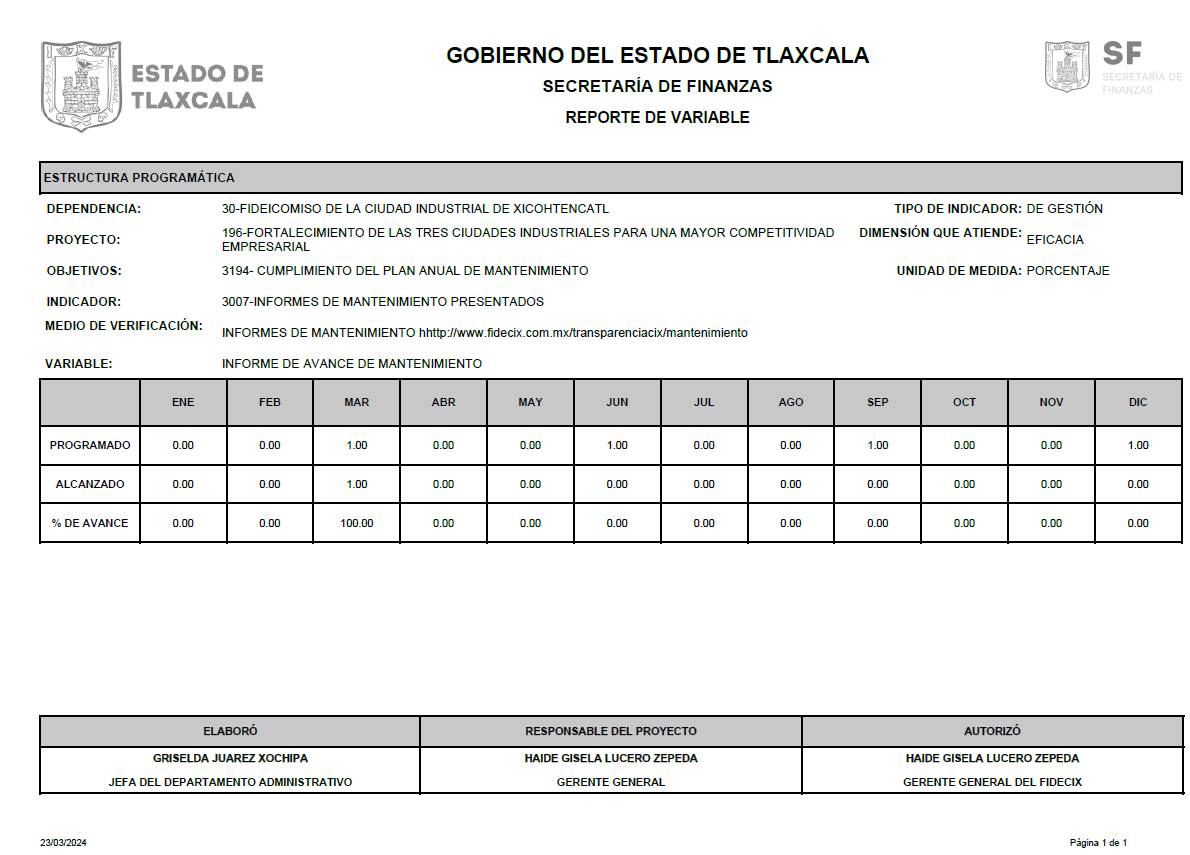 ESTADO DE
TLAXCALA
GOBIERNO DEL ESTADO DE TLAXCALA
SECRETARÍA DE FINANZAS
REPORTE DE VARIABLE
SF
SECRETARÍA DE
FINANZAS
ESTRUCTURA PROGRAMÁTICA
DEPENDENCIA: 30-FIDEICOMISO DE LA CIUDAD INDUSTRIAL DE XICOHTENCATL TIPO DE INDICADOR: DE GESTIÓN
PROYECTO: 196-FORTALECIMIENTO DE LAS TRES CIUDADES INDUSTRIALES PARA UNA MAYOR COMPETITIVIDAD
EMPRESARIAL
DIMENSIÓN QUE ATIENDE: EFICACIA
OBJETIVOS: 3194- CUMPLIMIENTO DEL PLAN ANUAL DE MANTENIMIENTO UNIDAD DE MEDIDA: PORCENTAJE
INDICADOR: 3007-INFORMES DE MANTENIMIENTO PRESENTADOS
MEDIO DE VERIFICACIÓN: INFORMES DE MANTENIMIENTO hhttp://www.fidecix.com.mx/transparenciacix/mantenimiento
VARIABLE: INFORME DE AVANCE DE MANTENIMIENTO
ENE FEB MAR ABR MAY JUN JUL AGO SEP OCT NOV DIC
PROGRAMADO 0.00 0.00 1.00 0.00 0.00 1.00 0.00 0.00 1.00 0.00 0.00 1.00
ALCANZADO 0.00 0.00 1.00 0.00 0.00 0.00 0.00 0.00 0.00 0.00 0.00 0.00
% DE AVANCE 0.00 0.00 100.00 0.00 0.00 0.00 0.00 0.00 0.00 0.00 0.00 0.00
ELABORÓ RESPONSABLE DEL PROYECTO AUTORIZÓ
GRISELDA JUAREZ XOCHIPA HAIDE GISELA LUCERO ZEPEDA HAIDE GISELA LUCERO ZEPEDA
JEFA DEL DEPARTAMENTO ADMINISTRATIVO GERENTE GENERAL GERENTE GENERAL DEL FIDECIX
23/03/2024 Página 1 de 1